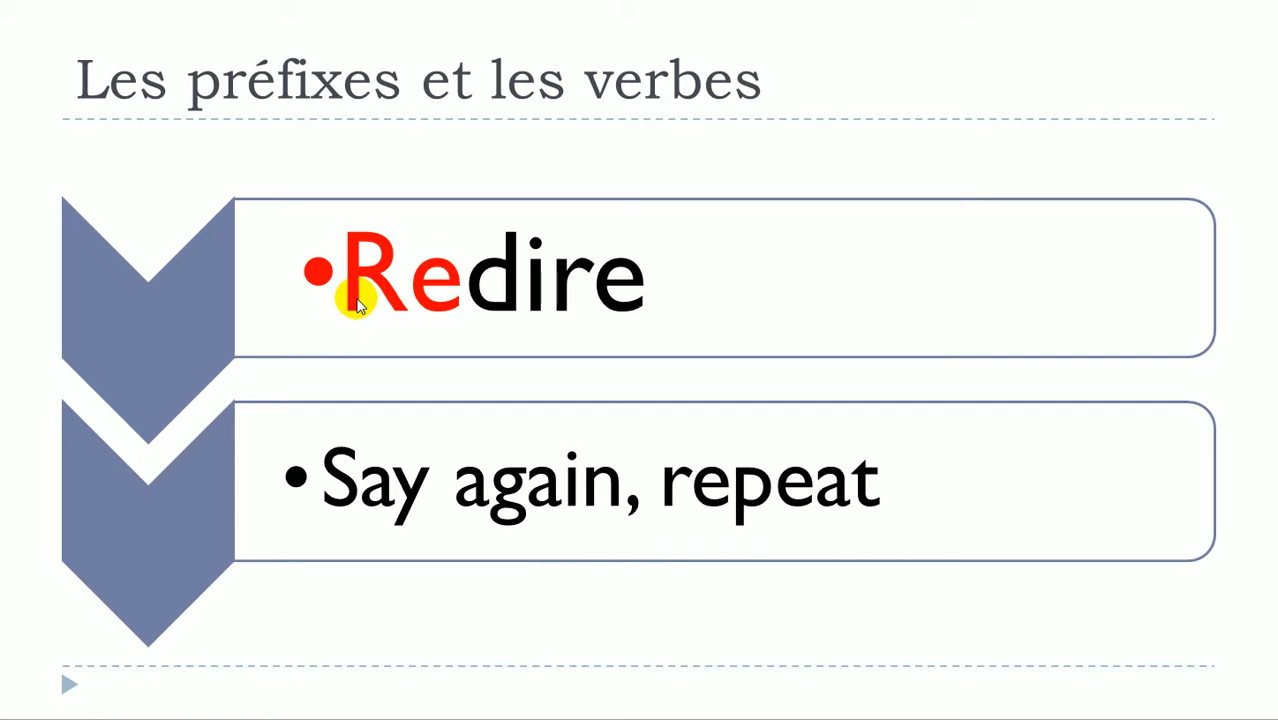 Les préfixes et les verbes
•Redire
•Say again, repeat